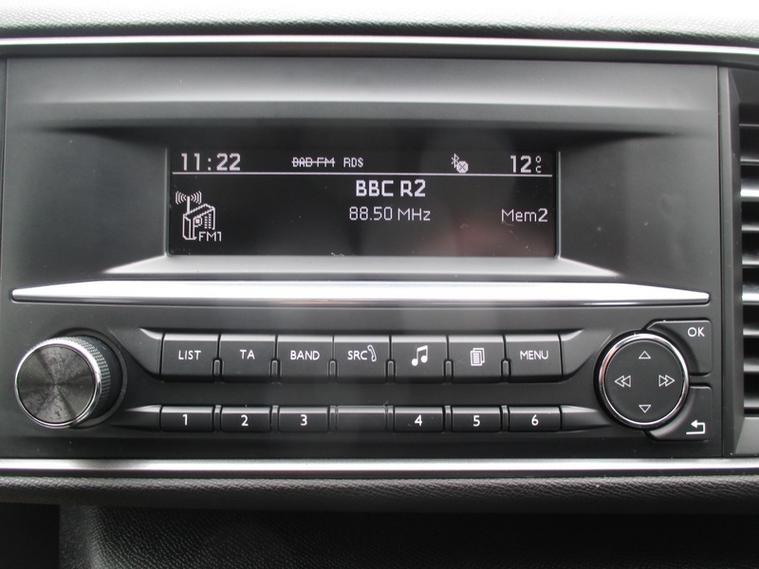 11:22 DAB-FM RDS 12°C
BBC R2
88.50 MHz Mem2
FM1
LIST TA BAND SRC MENU OK
1 2 3 4 5 6